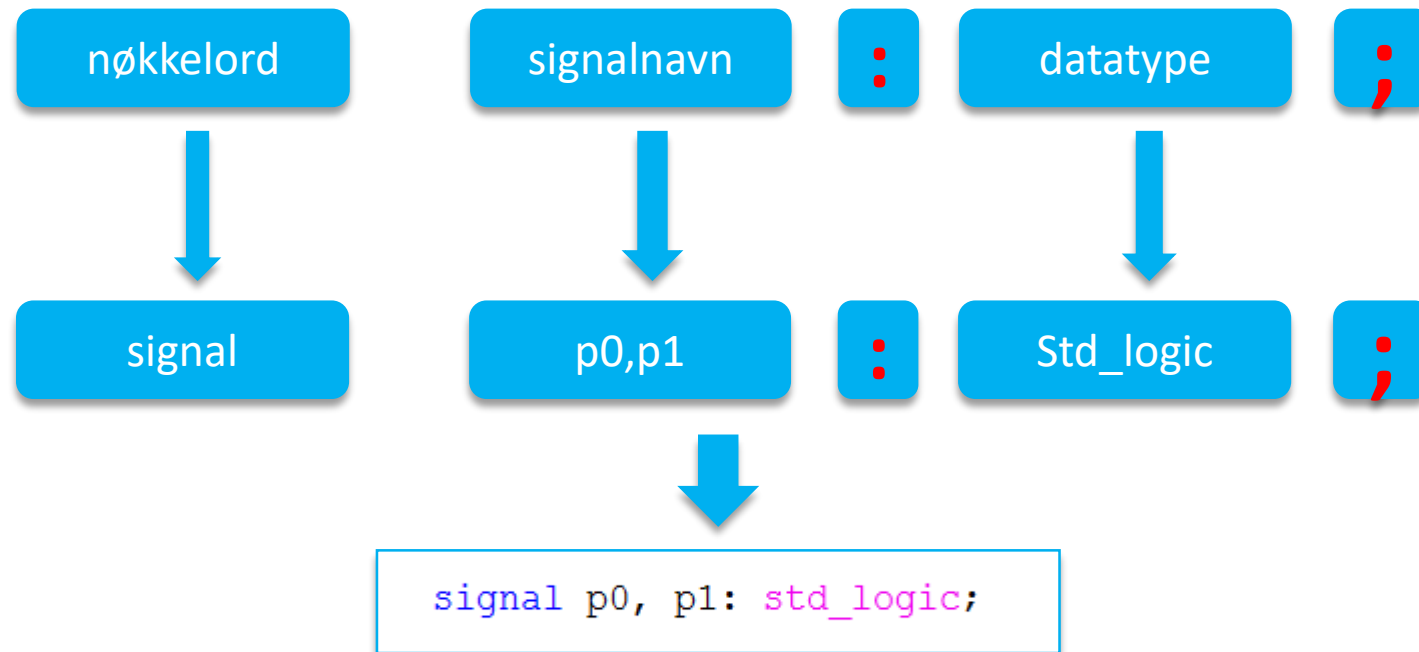 nøkkelord signalnavn : datatype ;
signal p0,p1 : Std_logic ;
signal p0, p1: std_logic;